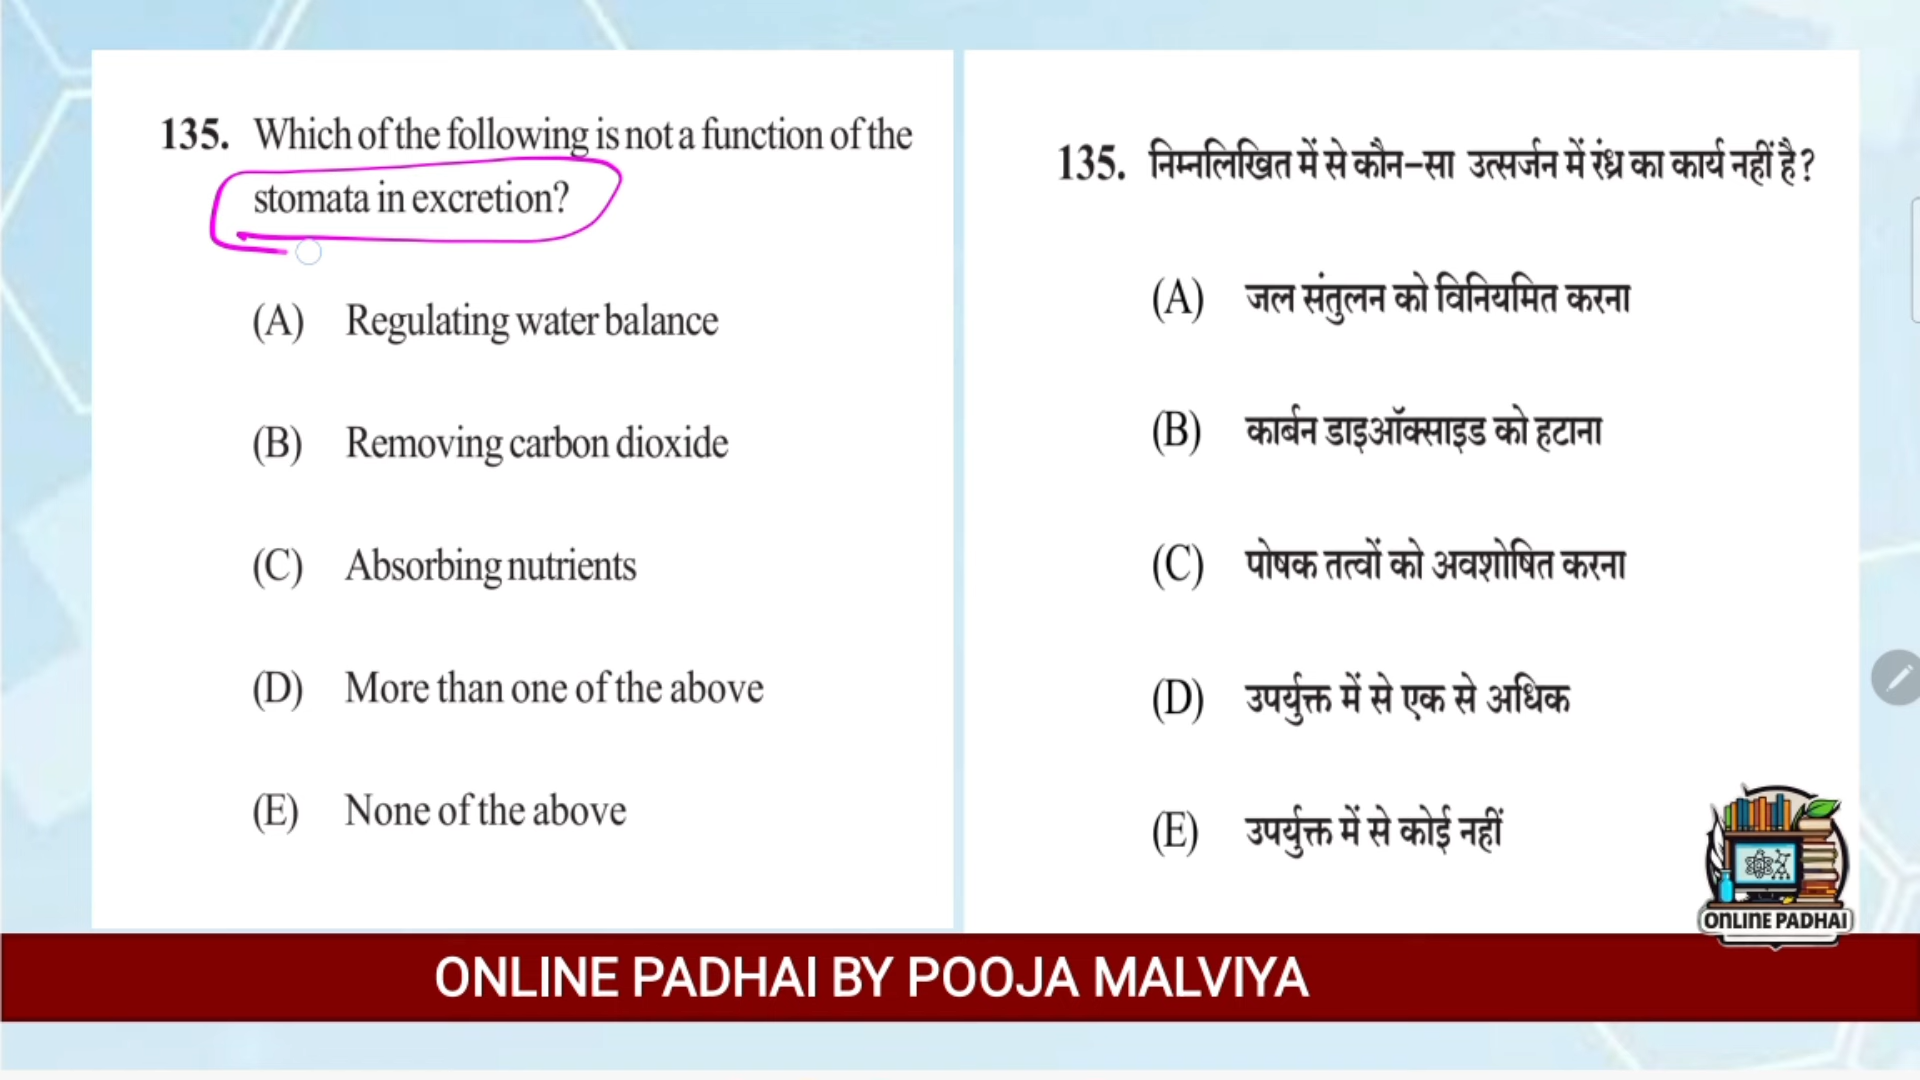 135. Which of the following is not a function of the
stomata in excretion?
(A) Regulating water balance
(B) Removing carbon dioxide
(C) Absorbing nutrients
(D) More than one of the above
(E) None of the above
135. निम्नलिखित में से कौन-सा उत्सर्जन में रंध्र का कार्य नहीं है?
(A) जल संतुलन को विनियमित करना
(B) कार्बन डाइऑक्साइड को हटाना
(C) पोषक तत्वों को अवशोषित करना
(D) उपर्युक्त में से एक से अधिक
(E) उपर्युक्त में से कोई नहीं
ONLINE PADHAI
ONLINE PADHAI BY POOJA MALVIYA